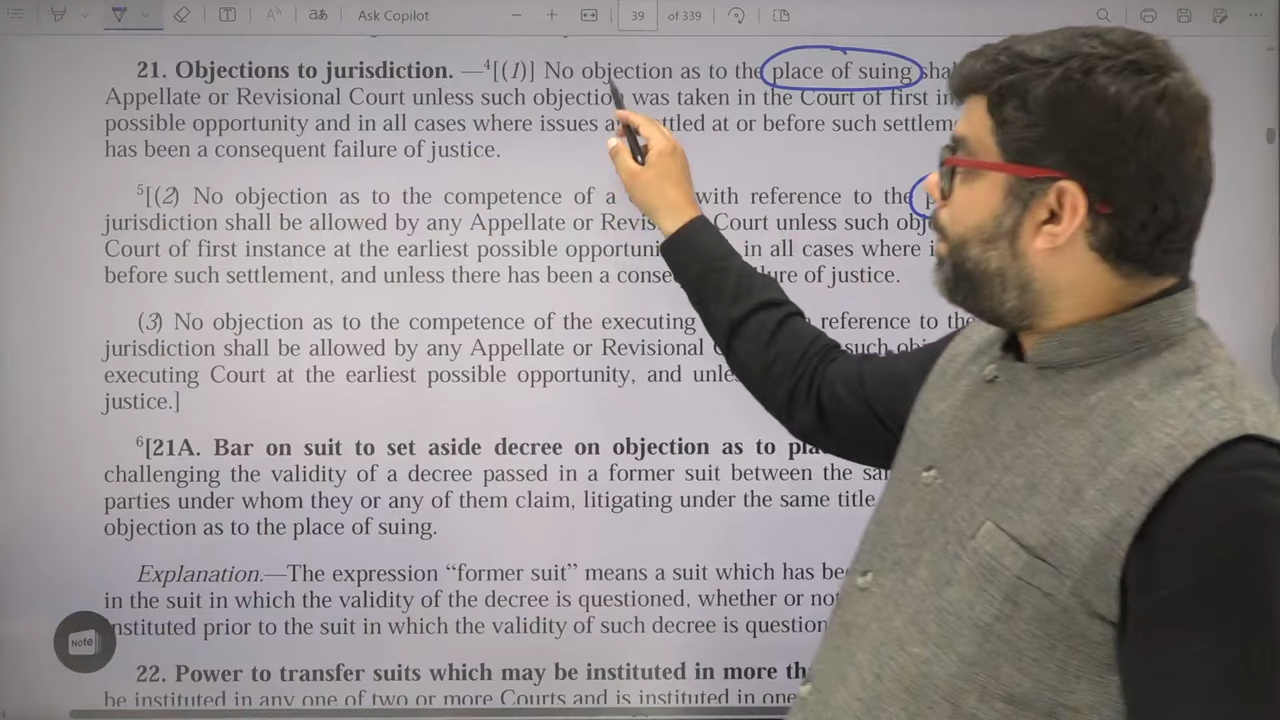 Ask Copilot
39 of 339
21. Objections to jurisdiction. —4[(1)] No objection as to the place of suing
Appellate or Revisional Court unless such objection was taken in the Court of first
possible opportunity and in all cases where issues at or before such
has been a consequent failure of justice.
5[(2) No objection as to the competence of a with reference to the
jurisdiction shall be allowed by any Appellate or Court unless such
Court of first instance at the earliest possible in all cases where
before such settlement, and unless there has been a of justice.
(3) No objection as to the competence of the executing reference to the
jurisdiction shall be allowed by any Appellate or Revisional such
executing Court at the earliest possible opportunity, and
justice.]
6[21A. Bar on suit to set aside decree on objection as to
challenging the validity of a decree passed in a former suit between the
parties under whom they or any of them claim, litigating under the same title
objection as to the place of suing.
Explanation.—The expression “former suit” means a suit which has
in the suit in which the validity of the decree is questioned, whether or not
instituted prior to the suit in which the validity of such decree is
22. Power to transfer suits which may be instituted in more
be instituted in any one of two or more Courts and is instituted in one
Note